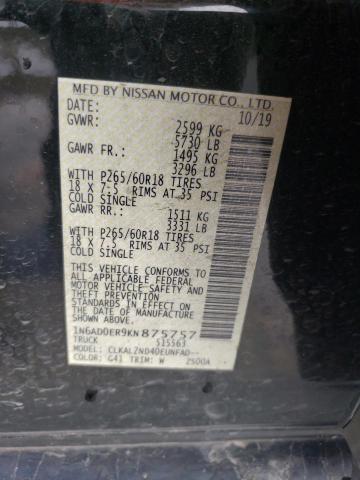 MFD BY NISSAN MOTOR CO., LTD.
DATE: 10/19
GVWR: 2599 KG
5730 LB
GAWR FR.: 1495 KG
3296 LB
WITH P265/60R18 TIRES
18 X 7.5 RIMS AT 35 PSI
COLD SINGLE
GAWR RR.: 1511 KG
3331 LB
WITH P265/60R18 TIRES
18 X 7.5 RIMS AT 35 PSI
COLD SINGLE
THIS VEHICLE CONFORMS TO
ALL APPLICABLE FEDERAL
MOTOR VEHICLE SAFETY AND
STANDARDS IN EFFECT ON
THE DATE OF MANUFACTURE
SHOWN ABOVE.
1N6AD0ER9KN875757
TRUCK 515563
MODEL: CLKALZND40EUNFAD--
COLOR: G41 TRIM: W 2500A